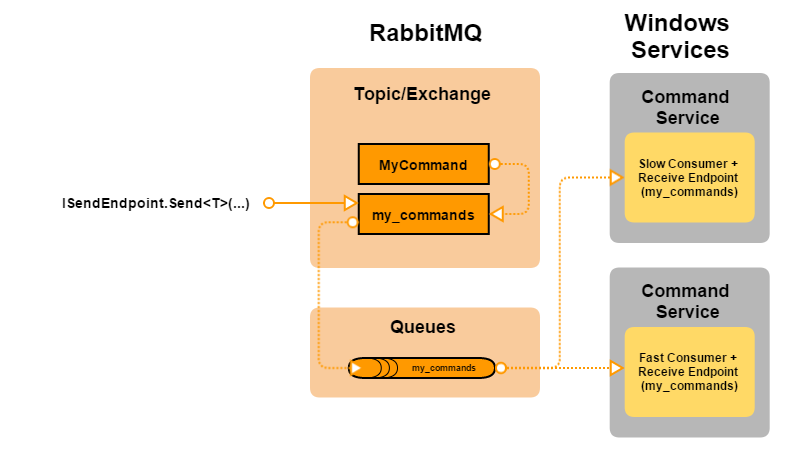 RabbitMQ
Windows
Services
Topic/Exchange
MyCommand
ISendEndpoint.Send<T>(...)
my_commands
Queues
my_commands
Command
Service
Slow Consumer +
Receive Endpoint
(my_commands)
Command
Service
Fast Consumer +
Receive Endpoint
(my_commands)